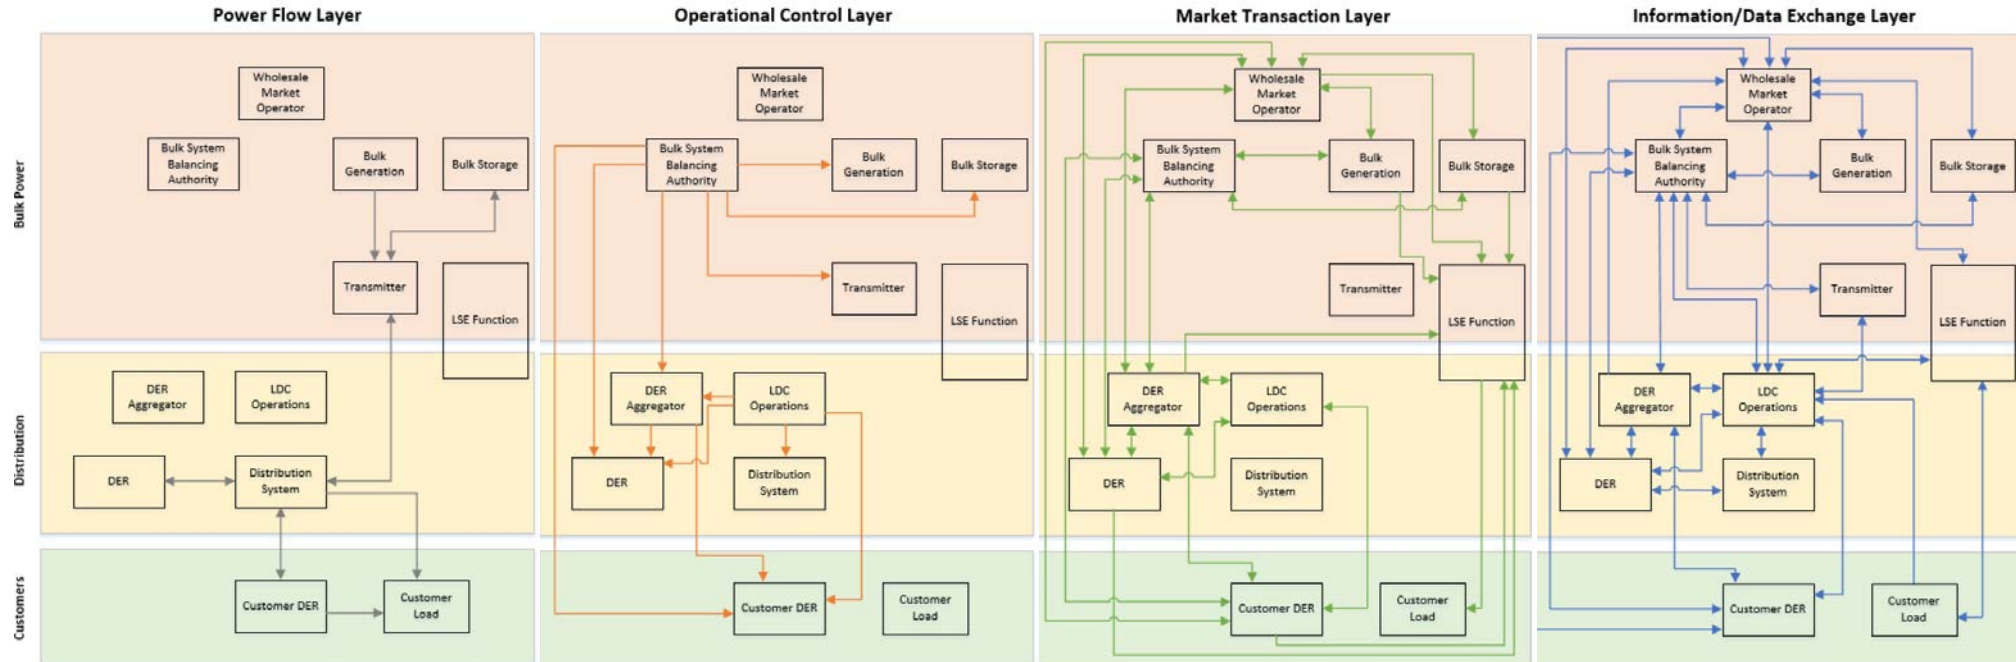 Power Flow Layer
Operational Control Layer
Market Transaction Layer
Information/Data Exchange Layer
Bulk Power
Distribution
Customers
Wholesale
Market
Operator
Bulk System
Balancing
Authority
Bulk
Generation
Bulk Storage
Transmitter
LSE Function
DER
Aggregator
LDC
Operations
DER
Distribution
System
Customer DER
Customer
Load
Wholesale
Market
Operator
Bulk System
Balancing
Authority
Bulk
Generation
Bulk Storage
Transmitter
LSE Function
DER
Aggregator
LDC
Operations
DER
Distribution
System
Customer DER
Customer
Load
Wholesale
Market
Operator
Bulk System
Balancing
Authority
Bulk
Generation
Bulk Storage
Transmitter
LSE Function
DER
Aggregator
LDC
Operations
DER
Distribution
System
Customer DER
Customer
Load
Wholesale
Market
Operator
Bulk System
Balancing
Authority
Bulk
Generation
Bulk Storage
Transmitter
LSE Function
DER
Aggregator
LDC
Operations
DER
Distribution
System
Customer DER
Customer
Load